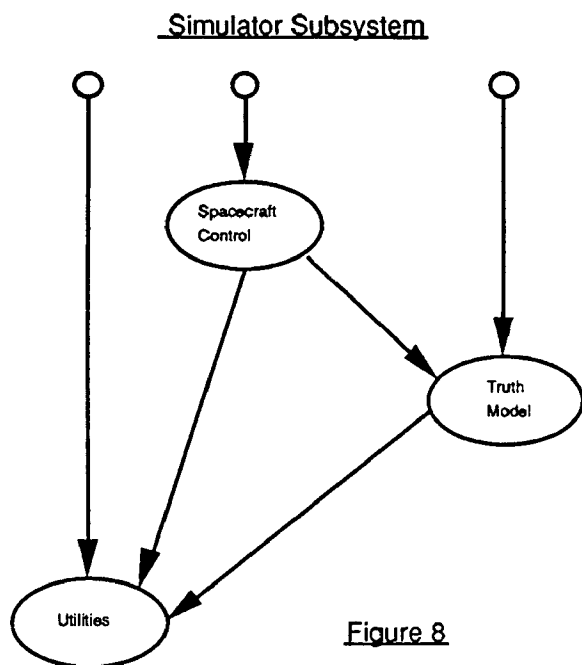 Simulator Subsystem
Spacecraft
Control
Truth
Model
Utilities
Figure 8